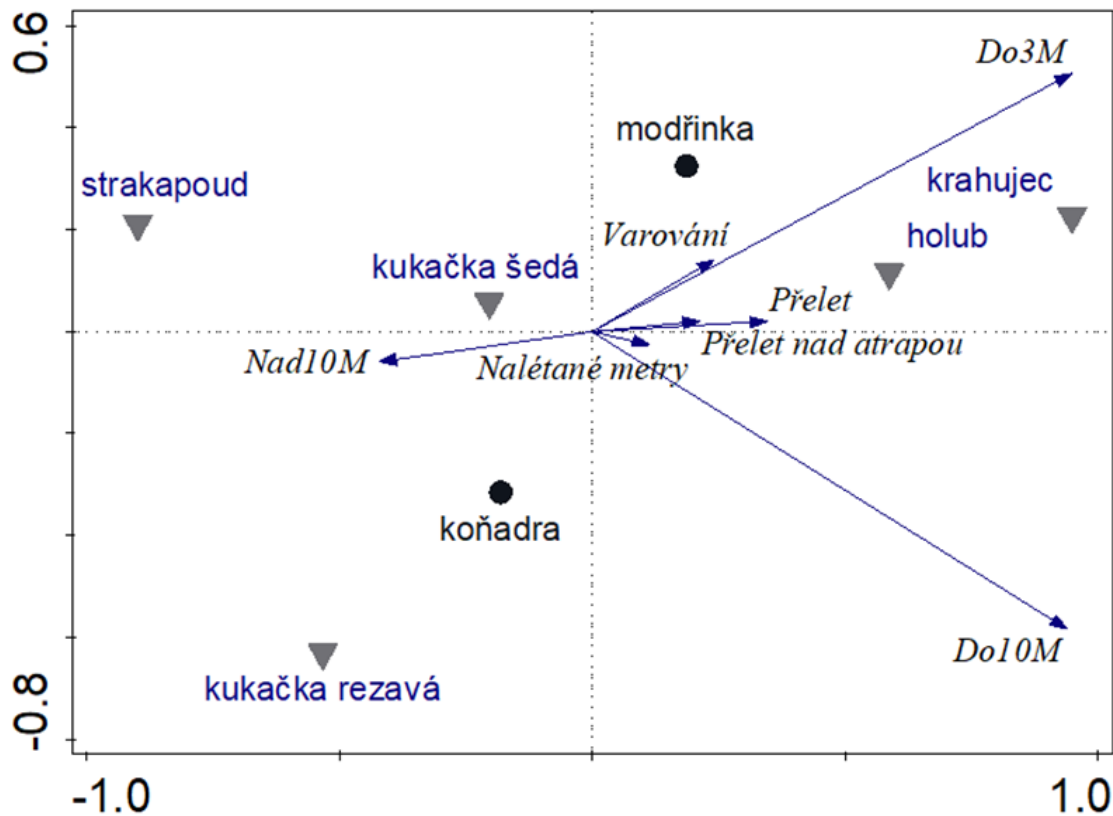 0.6
Do3M
modřinka
krahujec
strakapoud
holub
Varování
kukačka šedá
Přelet
Nad10M
Nalétané metry
Přelet nad atrapou
koňadra
Do10M
kukačka rezavá
-0.8
-1.0
1.0